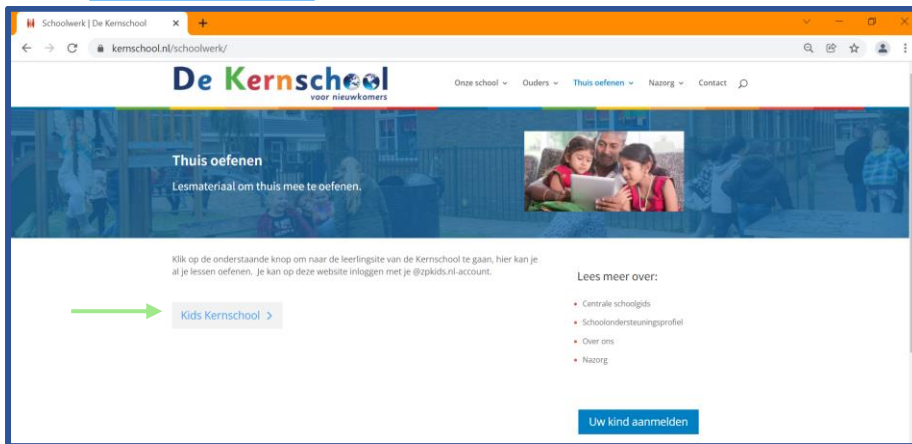 Schoolwerk | De Kernschool
kernschool.nl/schoolwerk/
De Kernschool
voor nieuwkomers
Onze school Ouders Thuis oefenen Nazorg Contact
Thuis oefenen
Lesmateriaal om thuis mee te oefenen.
Klik op de onderstaande knop om naar de leerlingsite van de Kernschool te gaan, hier kan je
al je lessen oefenen. Je kan op deze website inloggen met je @zpkids.nl-account.
Kids Kernschool
Lees meer over:
Centrale schoolgids
Schoolondersteuningsprofiel
Over ons
Nazorg
Uw kind aanmelden